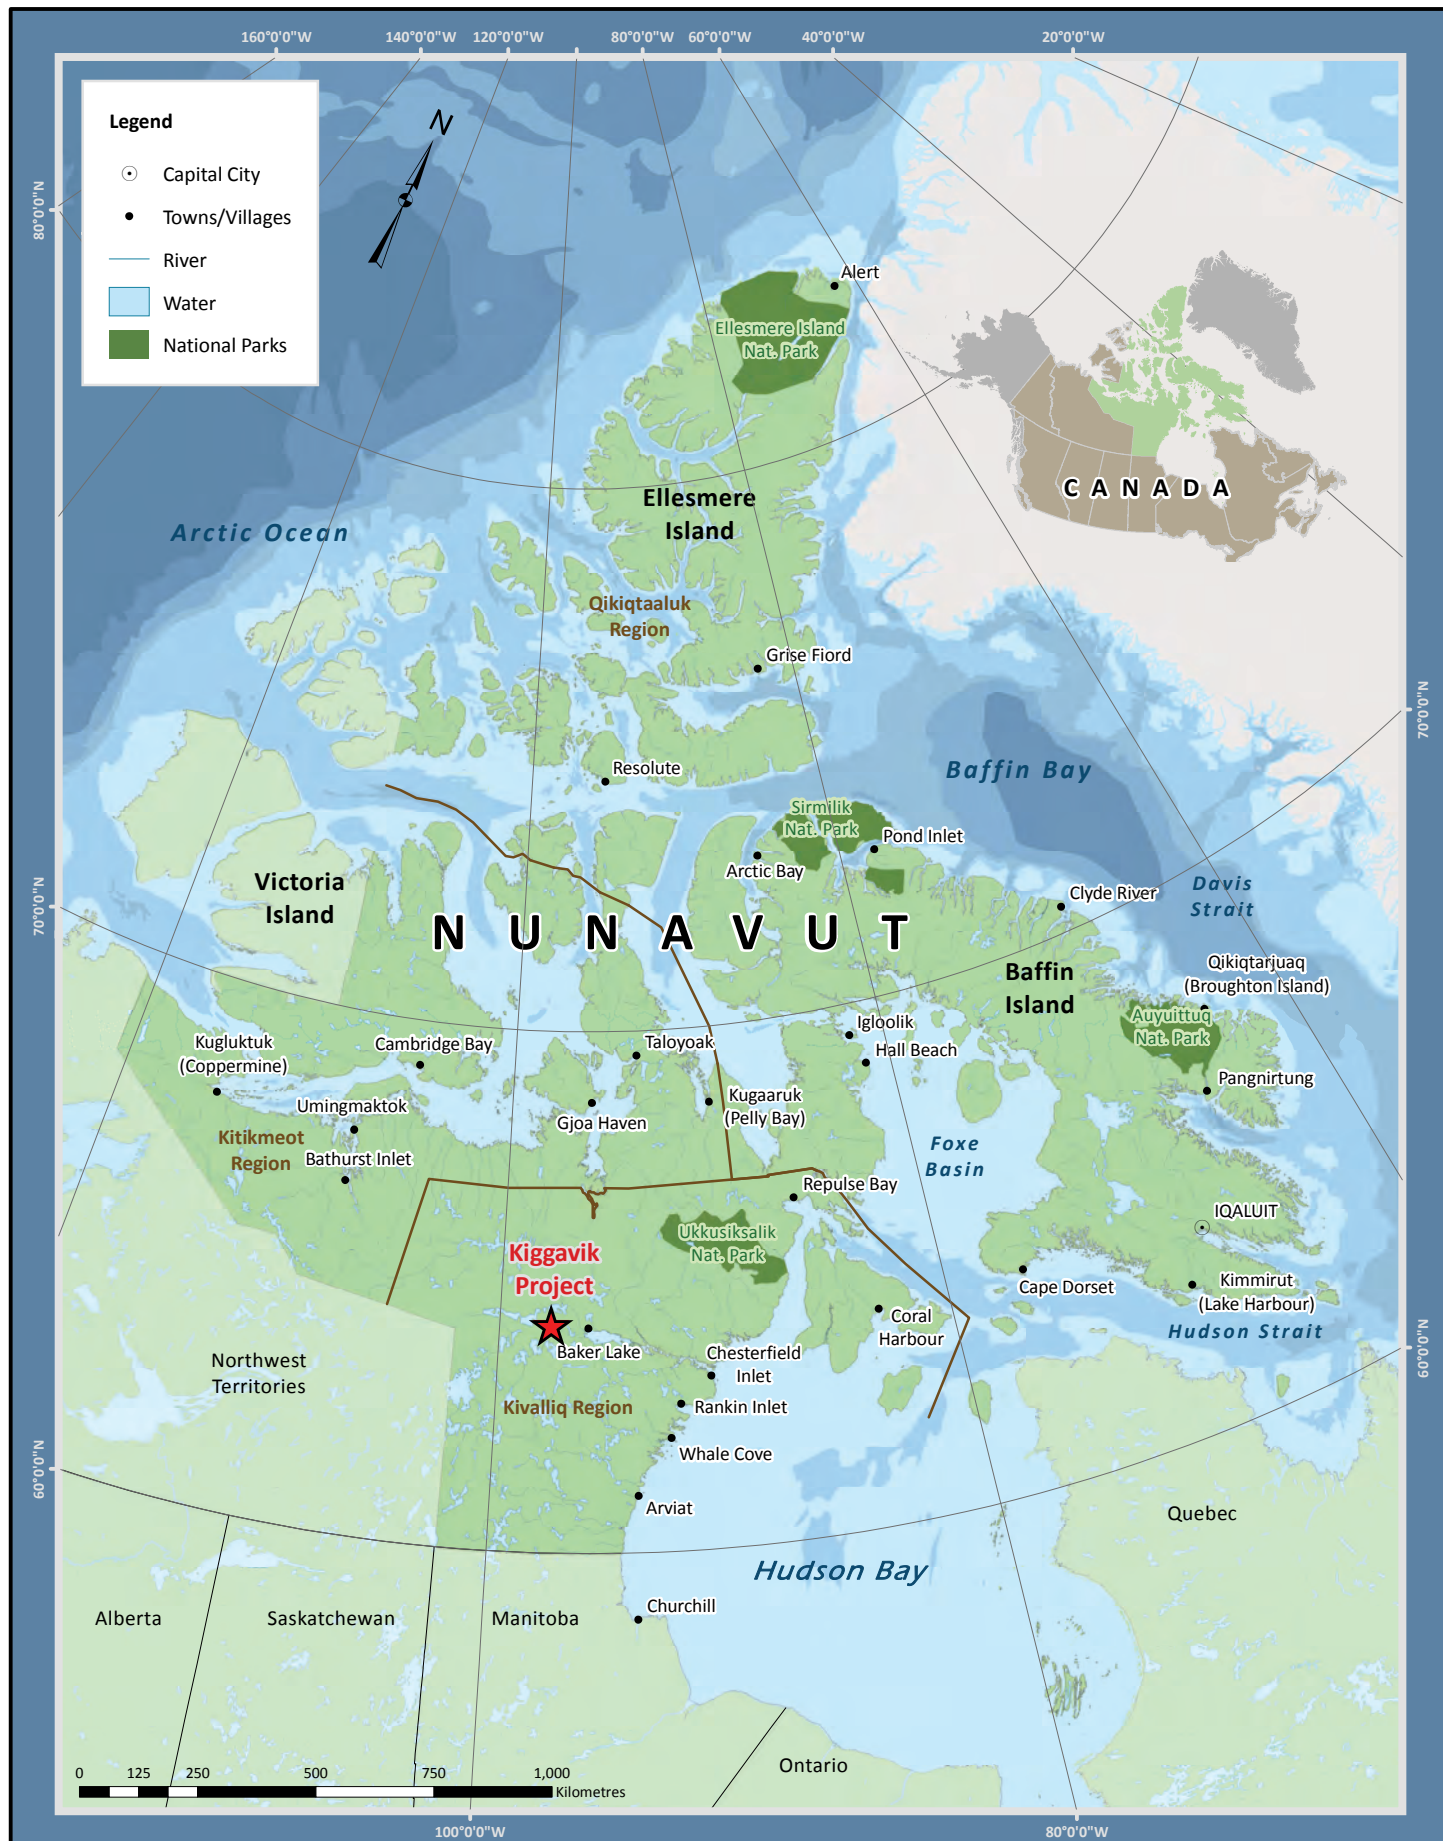 160°0'0"W
140°0'0"W
120°0'0"W
80°0'0"W
60°0'0"W
40°0'0"W
20°0'0"W
Legend
Capital City
Towns/Villages
River
Water
National Parks
N
80°0'0"N
Alert
Ellesmere Island
Nat. Park
CANADA
Ellesmere
Island
Arctic Ocean
Qikiqtaaluk
Region
Grise Fiord
70°0'0"N
Resolute
Baffin Bay
Sirmilik
Nat. Park
Pond Inlet
Arctic Bay
Victoria
Island
Davis
Strait
Clyde River
70°0'0"N
NUNAVUT
Baffin
Island
Qikiqtarjuaq
(Broughton Island)
Auyuittuq
Nat. Park
Igloolik
Hall Beach
Taloyoak
Cambridge Bay
Kugluktuk
(Coppermine)
Pangnirtung
Umingmaktok
Gjoa Haven
Kugaaruk
(Pelly Bay)
Kitikmeot
Region
Bathurst Inlet
Foxe
Basin
Repulse Bay
IQALUIT
Ukkusiksalik
Nat. Park
Kiggavik
Project
Cape Dorset
Kimmirut
(Lake Harbour)
Coral
Harbour
Hudson Strait
Baker Lake
Chesterfield
Inlet
Northwest
Territories
60°0'0"N
Kivalliq Region
Rankin Inlet
Whale Cove
60°0'0"N
Arviat
Quebec
Hudson Bay
Churchill
Alberta
Saskatchewan
Manitoba
Ontario
0 125 250 500 750 1,000
Kilometres
100°0'0"W
80°0'0"W